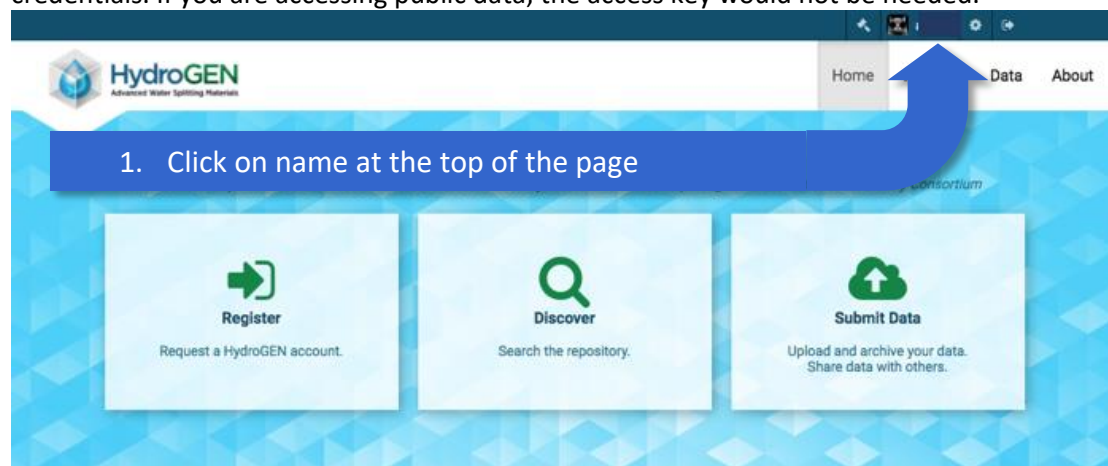 credentials. If you are accessing public data, the access key would not be needed.
HydroGEN
Advanced Water Splitting Materials
Home
Data
About
1. Click on name at the top of the page
Consortium
Register
Request a HydroGEN account.
Discover
Search the repository.
Submit Data
Upload and archive your data.
Share data with others.